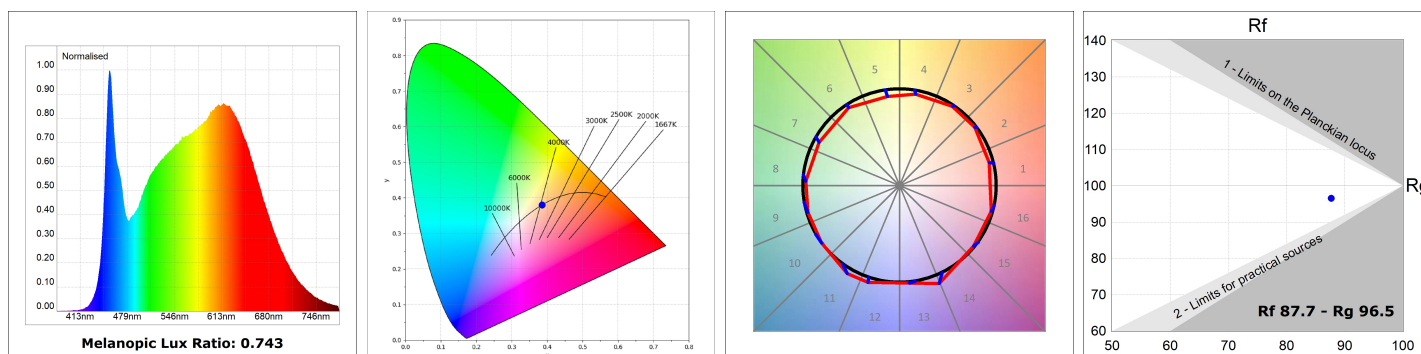 Normalised
1.00
0.80
0.70
0.60
0.50
0.40
0.30
0.20
0.10
0.00
413nm 479nm 546nm 613nm 680nm 746nm
Melanopic Lux Ratio: 0.743
0.9
0.8
0.7
0.6
0.5
0.4
0.3
0.2
0.1
0.0
y
0.0 0.1 0.2 0.3 0.4 0.5 0.6 0.7 0.8
10000K
6000K
4000K
3000K
2500K
2000K
1667K
1
2
3
4
5
6
7
8
9
10
11
12
13
14
15
16
Rf
140
130
120
110
100
90
80
70
60
50 60 70 80 90 100
1 - Limits on the Planckian locus
2 - Limits for practical sources
Rf 87.7 - Rg 96.5